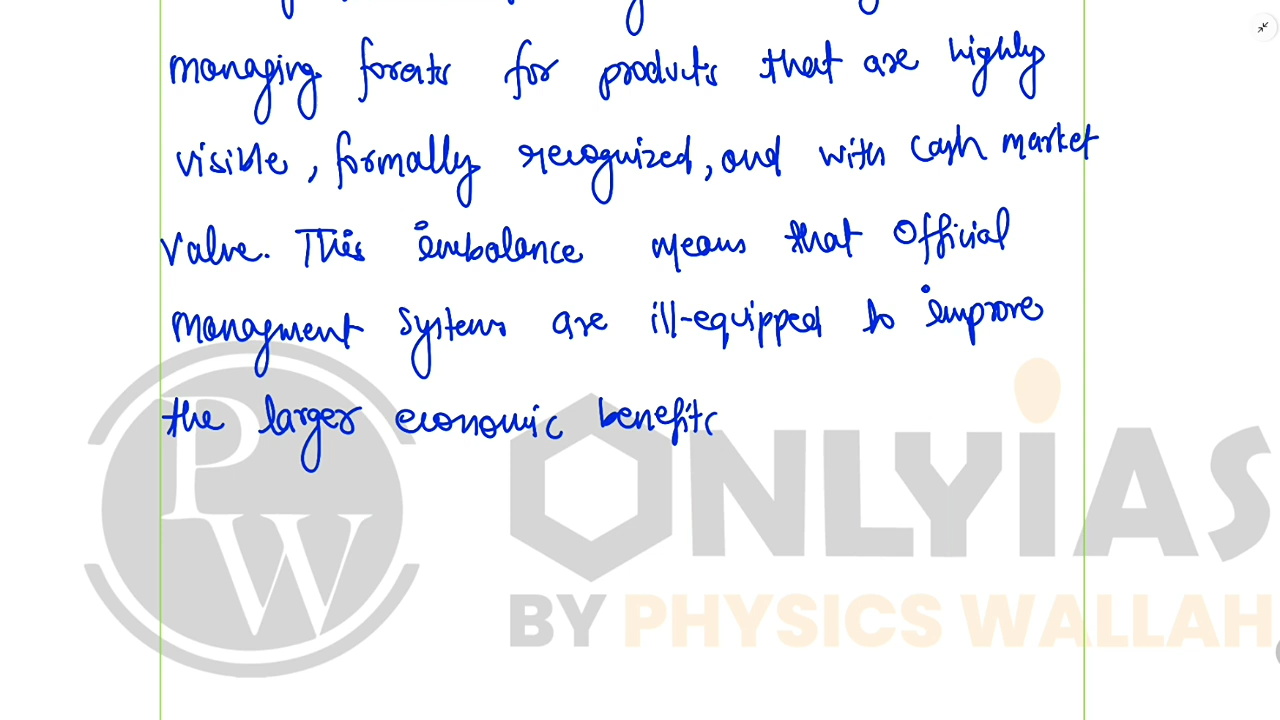 managing forests for products that are highly
visible, formally recognized, and with cash market
value. This imbalance means that official
managment systems are ill-equipped to improve
the larger economic benefits
PW
ONLYIAS
BY PHYSICS WALLAH